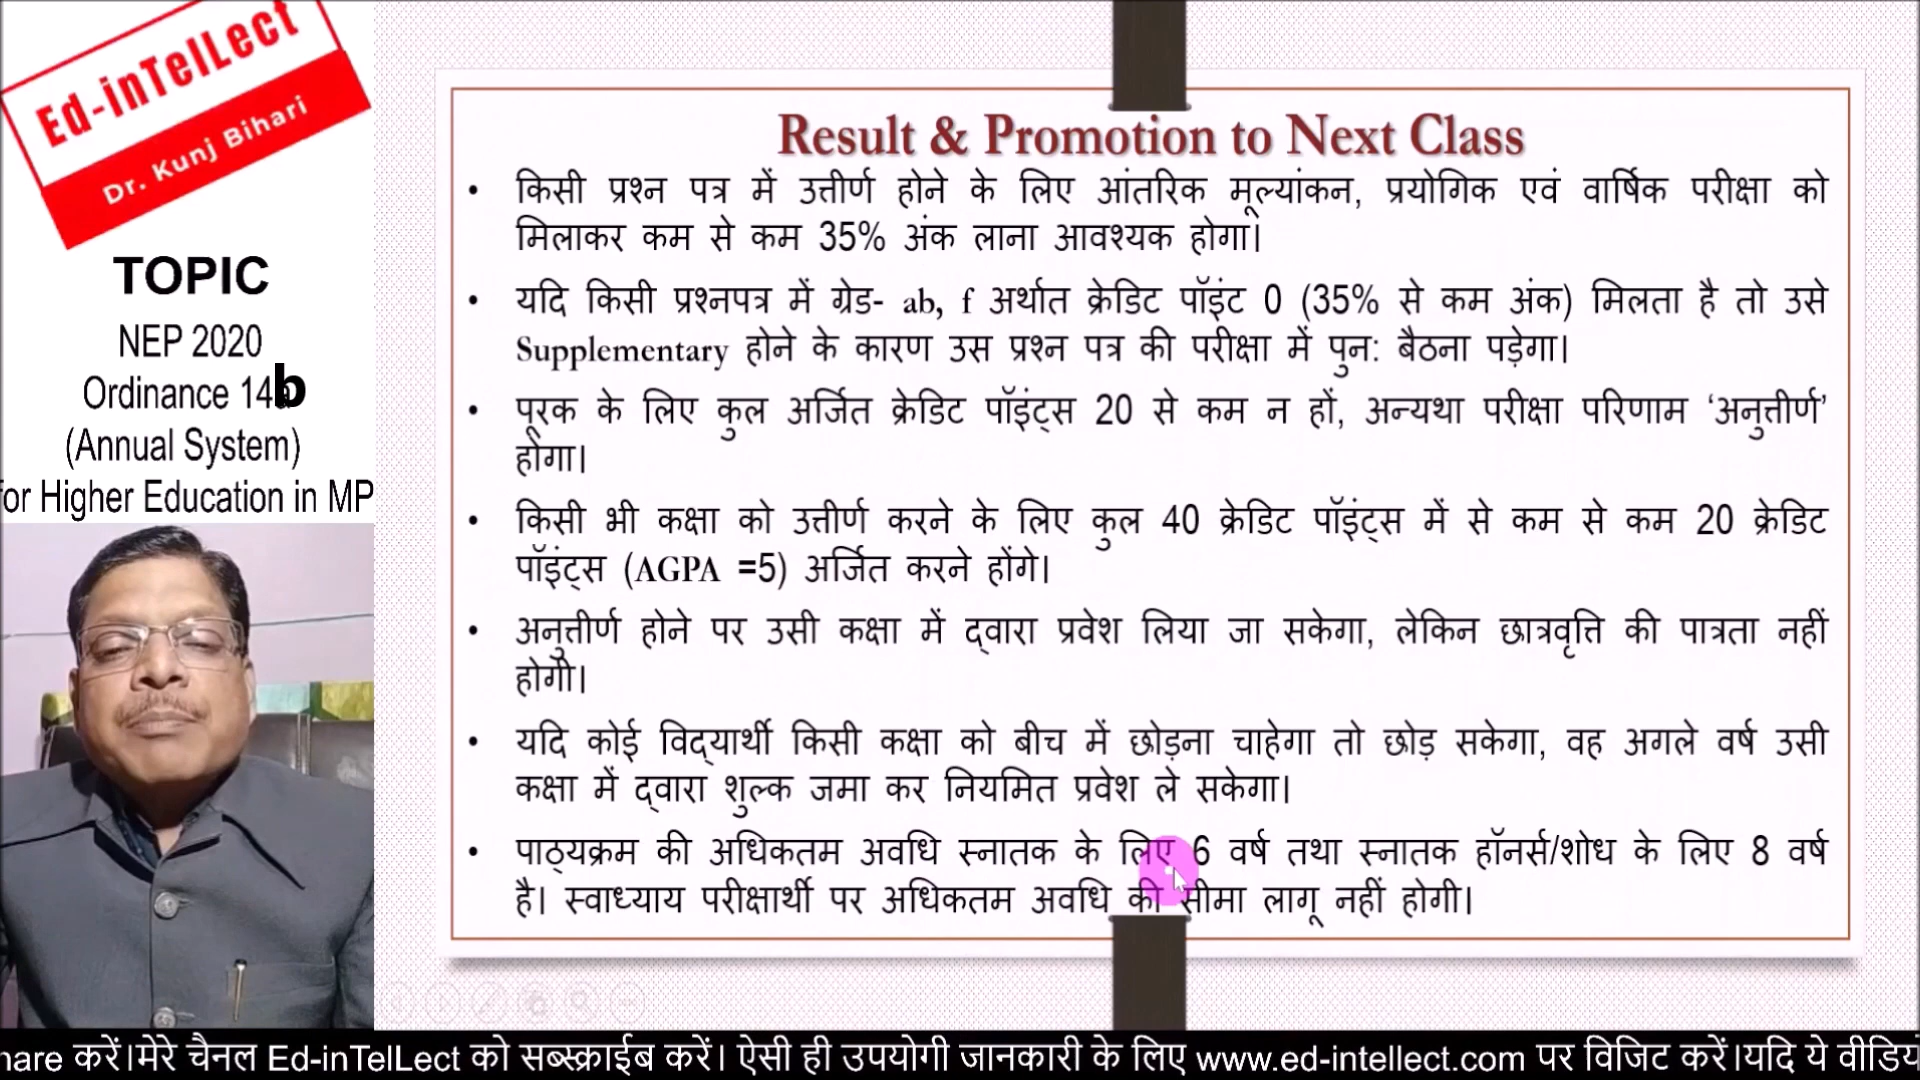 Ed-inTelLect
Dr. Kunj Bihari
TOPIC
NEP 2020
Ordinance 14b
(Annual System)
for Higher Education in MP
Result & Promotion to Next Class
• किसी प्रश्न पत्र में उत्तीर्ण होने के लिए आंतरिक मूल्यांकन, प्रयोगिक एवं वार्षिक परीक्षा को
मिलाकर कम से कम 35% अंक लाना आवश्यक होगा।
• यदि किसी प्रश्नपत्र में ग्रेड- ab, f अर्थात क्रेडिट पॉइंट 0 (35% से कम अंक) मिलता है तो उसे
Supplementary होने के कारण उस प्रश्न पत्र की परीक्षा में पुन: बैठना पड़ेगा।
• पूरक के लिए कुल अर्जित क्रेडिट पॉइंट्स 20 से कम न हों, अन्यथा परीक्षा परिणाम ‘अनुत्तीर्ण’
होगा।
• किसी भी कक्षा को उत्तीर्ण करने के लिए कुल 40 क्रेडिट पॉइंट्स में से कम से कम 20 क्रेडिट
पॉइंट्स (AGPA =5) अर्जित करने होंगे।
• अनुत्तीर्ण होने पर उसी कक्षा में द्वारा प्रवेश लिया जा सकेगा, लेकिन छात्रवृत्ति की पात्रता नहीं
होगी।
• यदि कोई विद्यार्थी किसी कक्षा को बीच में छोड़ना चाहेगा तो छोड़ सकेगा, वह अगले वर्ष उसी
कक्षा में द्वारा शुल्क जमा कर नियमित प्रवेश ले सकेगा।
• पाठ्यक्रम की अधिकतम अवधि स्नातक के लिए 6 वर्ष तथा स्नातक हॉनर्स/शोध के लिए 8 वर्ष
है। स्वाध्याय परीक्षार्थी पर अधिकतम अवधि की सीमा लागू नहीं होगी।
hare करें।मेरे चैनल Ed-inTelLect को सब्स्क्राईब करें। ऐसी ही उपयोगी जानकारी के लिए www.ed-intellect.com पर विजिट करें।यदि ये वीडिय